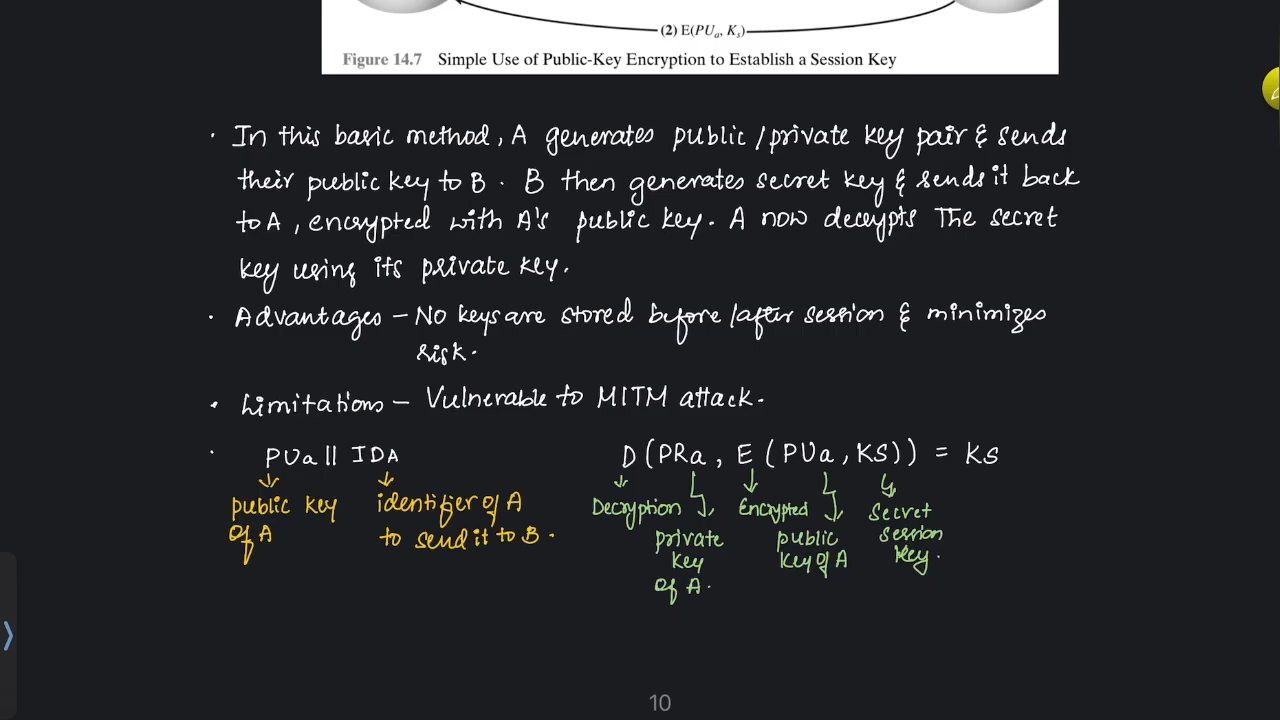 (2) E(PUa, Ks)
Figure 14.7 Simple Use of Public-Key Encryption to Establish a Session Key
· In this basic method, A generates public / private key pair & sends
their public key to B. B then generates secret key & sends it back
to A, encrypted with A's public key. A now decrypts The secret
key using its private key.
· Advantages – No keys are stored before / after session & minimizes
risk.
· Limitations – Vulnerable to MITM attack.
· PUa || IDA
public key identifier of A
of A to send it to B.
D (PRa, E (PUa, KS)) = KS
Decryption Encrypted Secret
private public session
key key of A key.
of A.
10